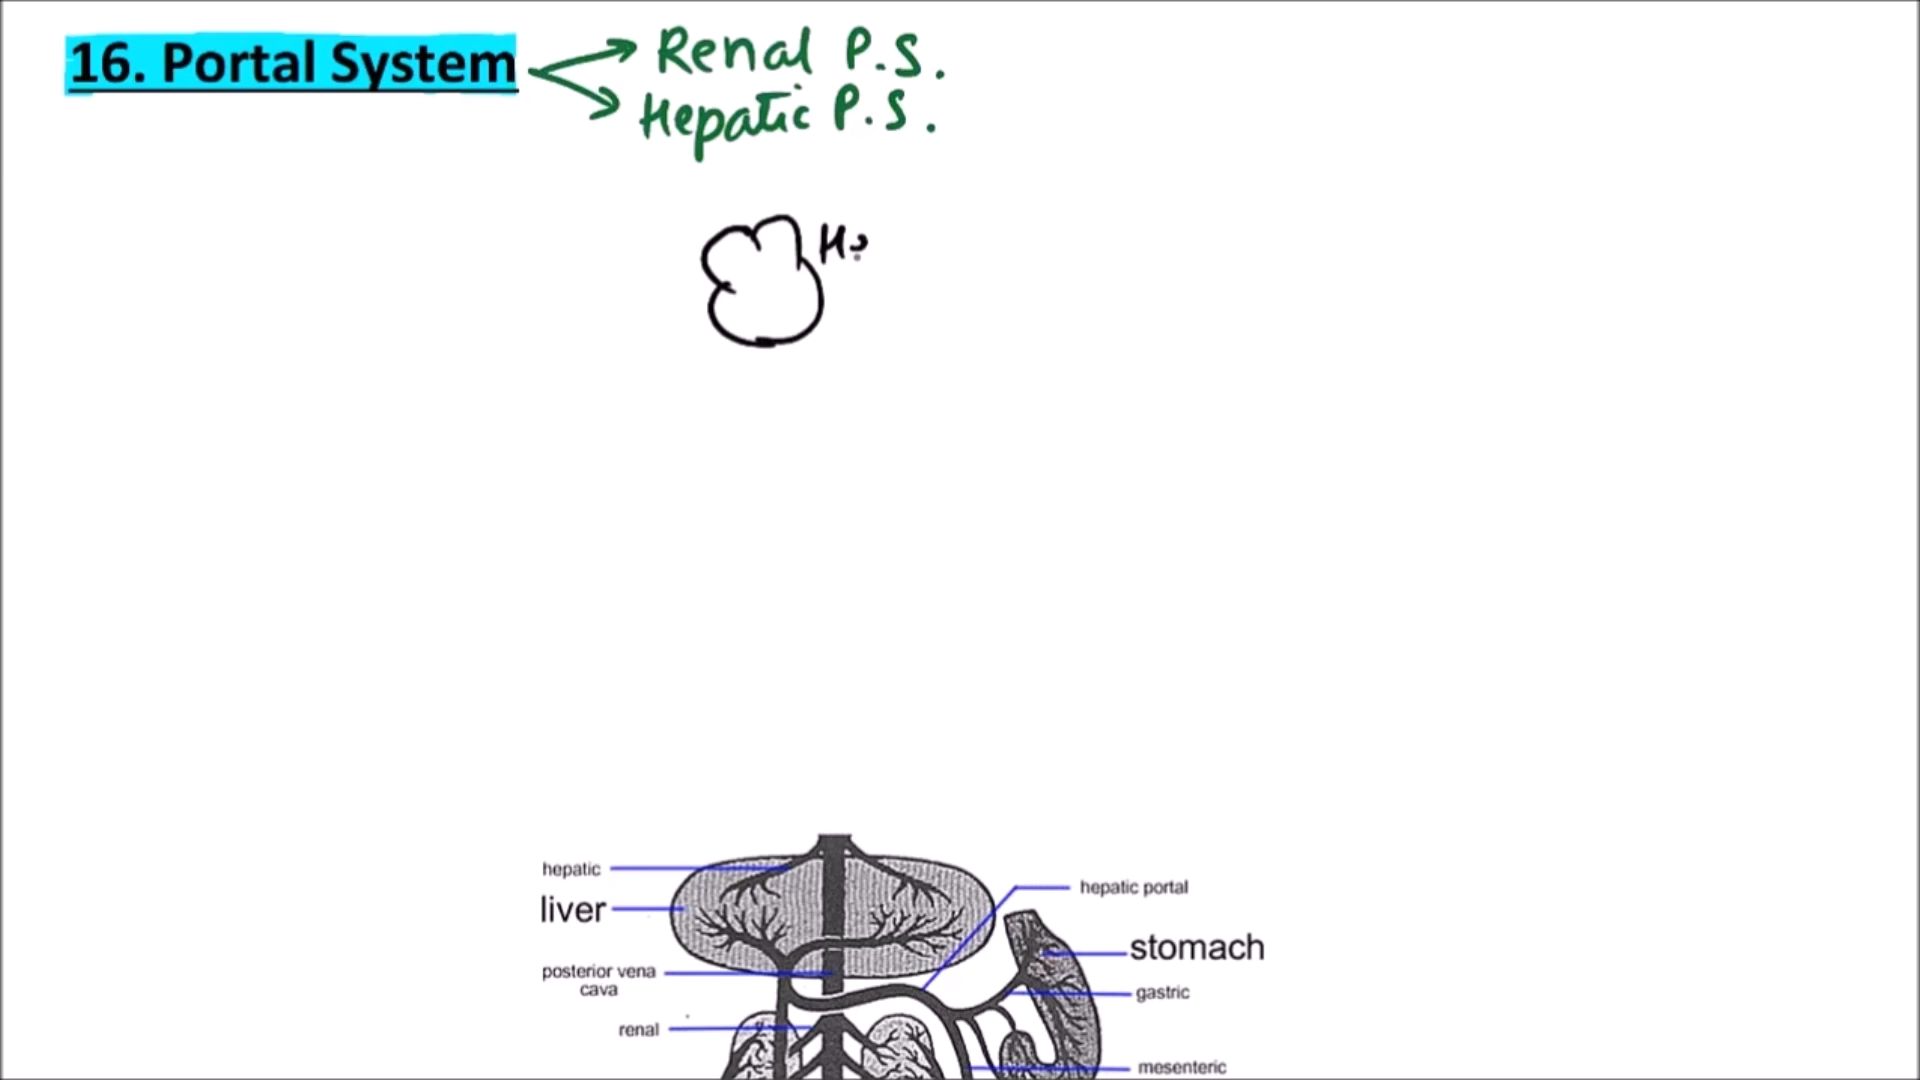 16. Portal System
Renal P.S.
Hepatic P.S.
hepatic
liver
hepatic portal
stomach
posterior vena
cava
gastric
renal
mesenteric